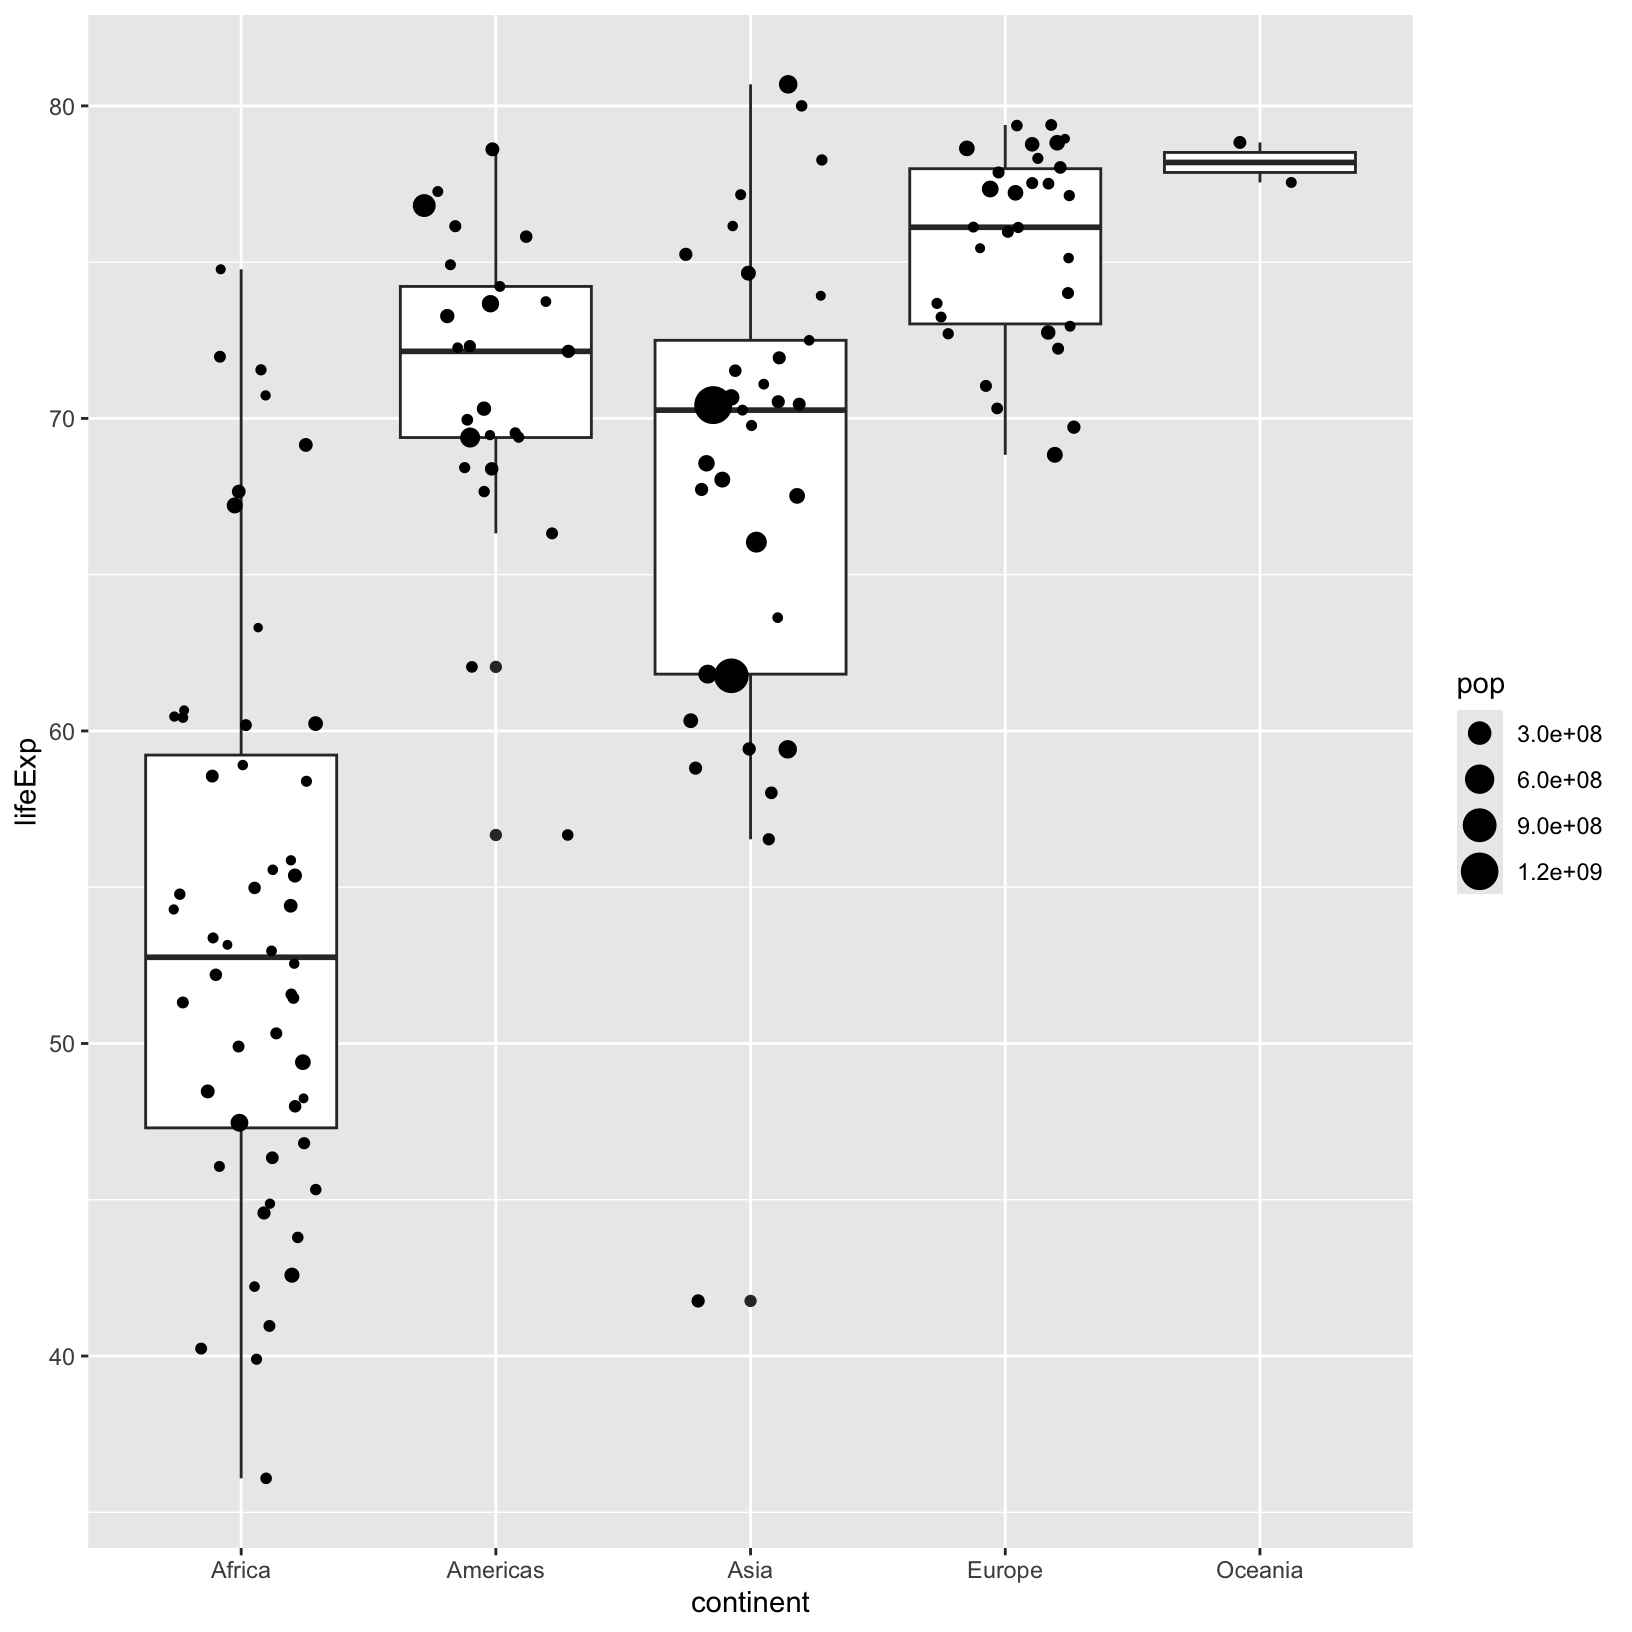 80
70
60
50
40
lifeExp
Africa
Americas
Asia
Europe
Oceania
continent
pop
3.0e+08
6.0e+08
9.0e+08
1.2e+09